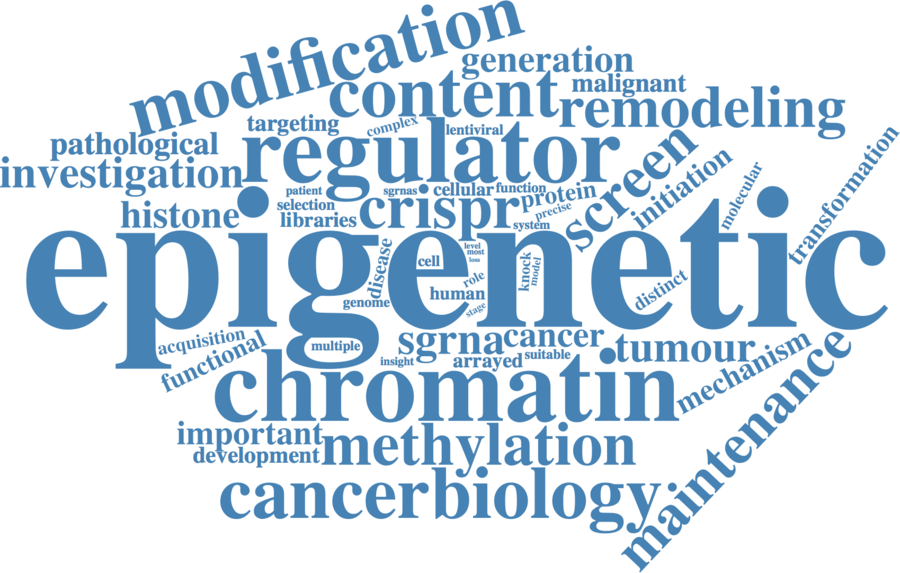 modification
generation
content
malignant
remodeling
targeting
complex
lentiviral
pathological
regulator
investigation
screen
initiation
transformation
molecular
patient
sgrnas
cellular
function
protein
selection
crispr
precise
histone
libraries
system
epigenetic
disease
cell
level
most
loss
knock
model
role
human
stage
genome
distinct
acquisition
functional
multiple
sgrna
cancer
insight
arrayed
suitable
tumour
mechanism
chromatin
maintenance
important
methylation
development
cancerbiology